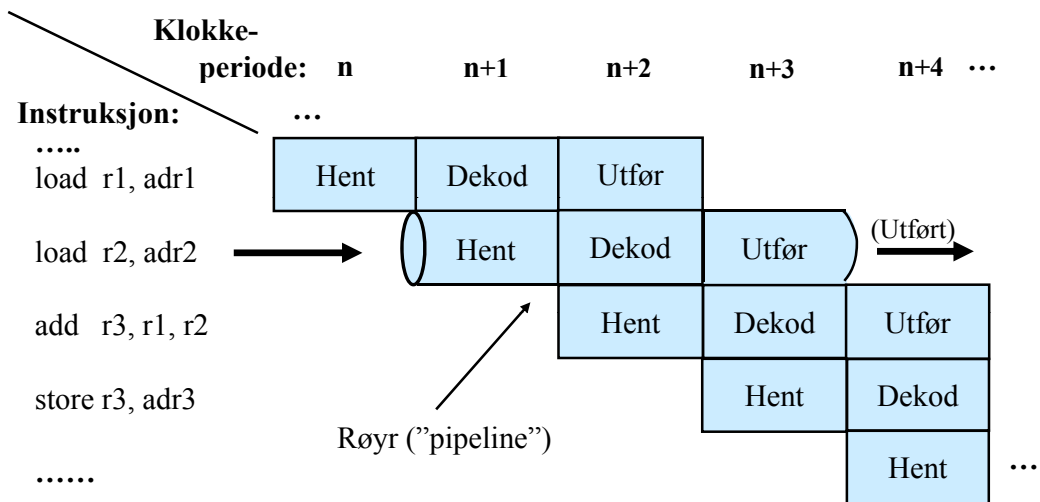 Klokke-
periode: n n+1 n+2 n+3 n+4 ...
Instruksjon: ...
.....
load r1, adr1 Hent Dekod Utfør
load r2, adr2 Hent Dekod Utfør (Utført)
add r3, r1, r2 Hent Dekod Utfør
store r3, adr3 Hent Dekod
Røyr (”pipeline”)
...... Hent ...